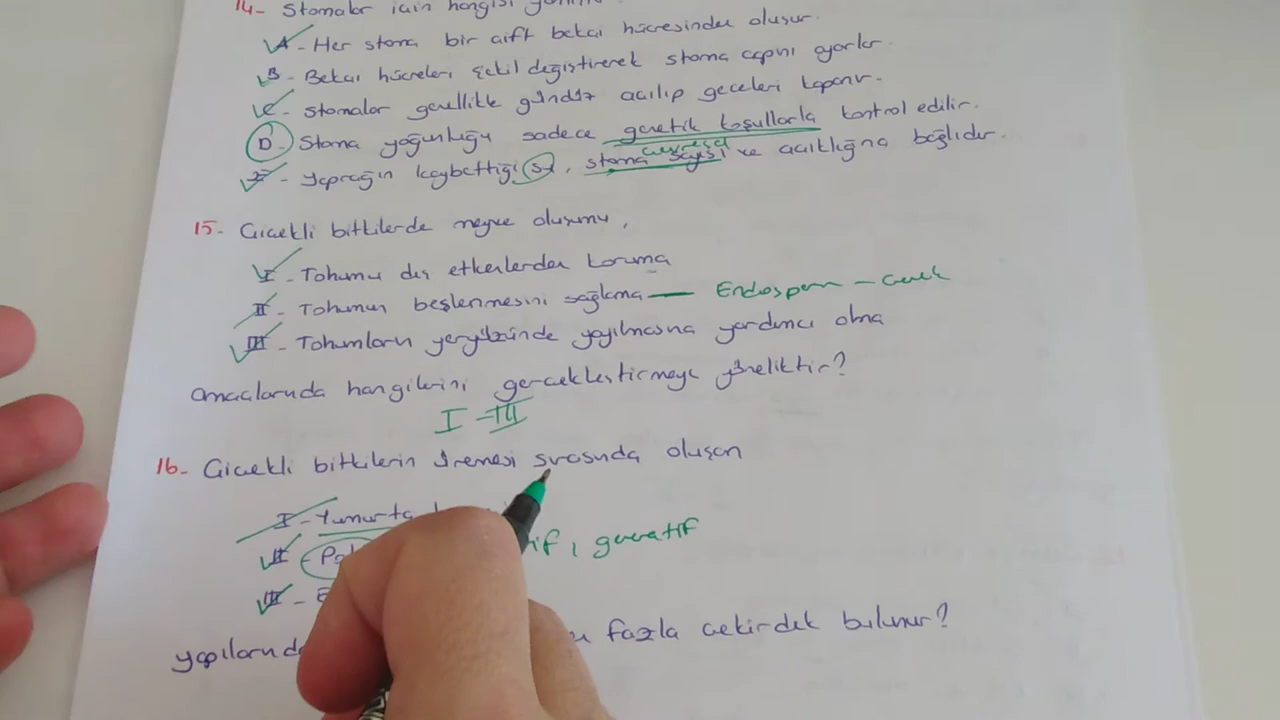 14- Stomalar için hangisi
A- Her stoma bir çift bekçi hücresinden oluşur.
B- Bekçi hücreleri şekil değiştirerek stoma çapını ayarlar.
C- Stomalar genellikle gündüz açılıp geceleri kapanır.
D- Stoma yoğunluğu sadece genetik koşullarla kontrol edilir.
çevresel
E- Yaprağın kaybettiği su, stoma sayısı ve açıklığına bağlıdır.
15- Çiçekli bitkilerde meyve oluşumu,
I- Tohumu dış etkenlerden koruma
II- Tohumun beslenmesini sağlama — Endosperm - Çenek
III- Tohumların yeryüzünde yayılmasına yardımcı olma
amaçlarında hangilerini gerçekleştirmeye yöneliktir?
I - III
16- Çiçekli bitkilerin üremesi sırasında oluşan
I- Yumurta
II- , generatif
III-
fazla çekirdek bulunur?